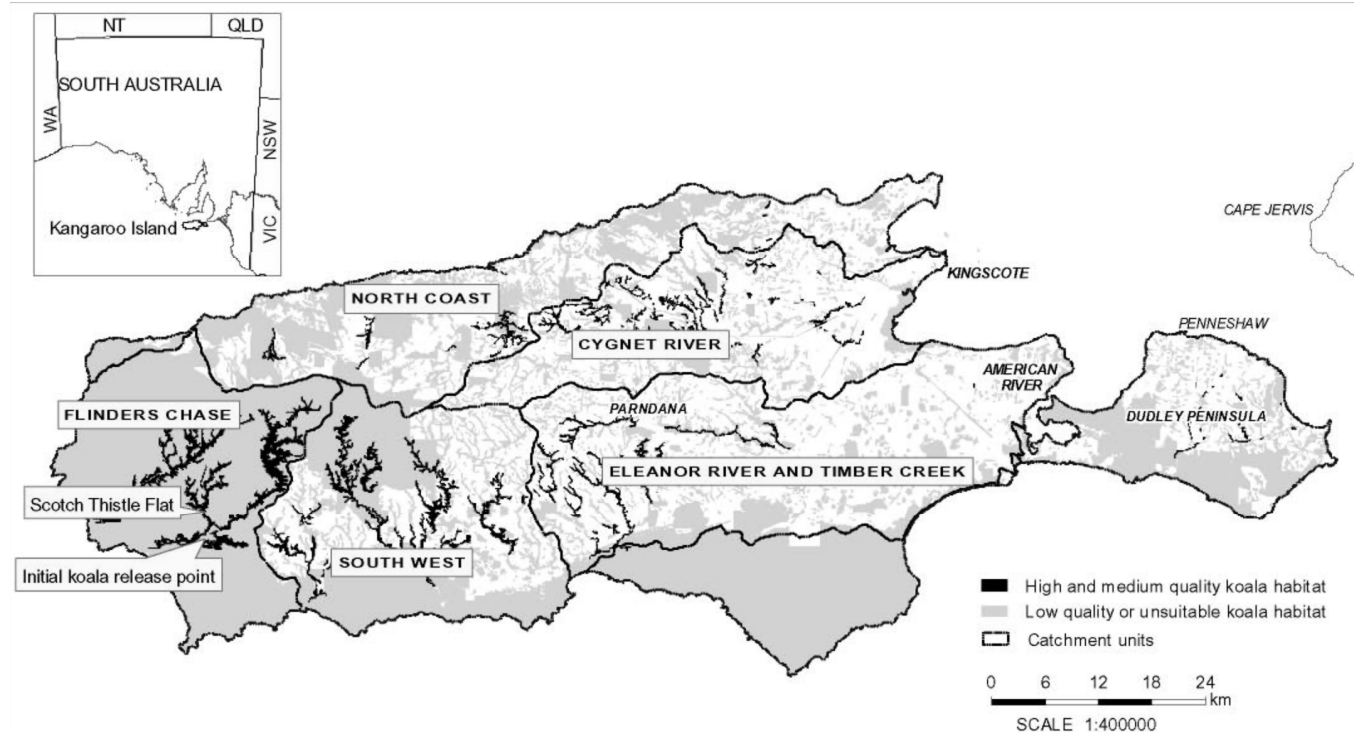 NT
QLD
SOUTH AUSTRALIA
WA
NSW
Kangaroo Island
VIC
CAPE JERVIS
KINGSCOTE
NORTH COAST
PENNESHAW
CYGNET RIVER
AMERICAN
RIVER
FLINDERS CHASE
PARNDANA
DUDLEY PENINSULA
ELEANOR RIVER AND TIMBER CREEK
Scotch Thistle Flat
SOUTH WEST
Initial koala release point
High and medium quality koala habitat
Low quality or unsuitable koala habitat
Catchment units
0 6 12 18 24
km
SCALE 1:400000